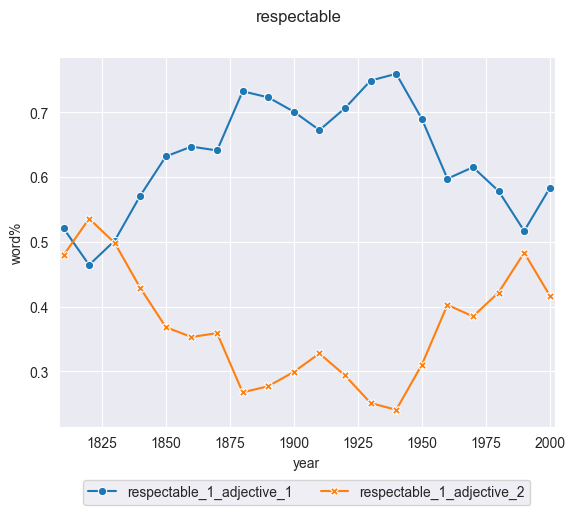 respectable
word%
0.7
0.6
0.5
0.4
0.3
1825 1850 1875 1900 1925 1950 1975 2000
year
respectable_1_adjective_1 respectable_1_adjective_2